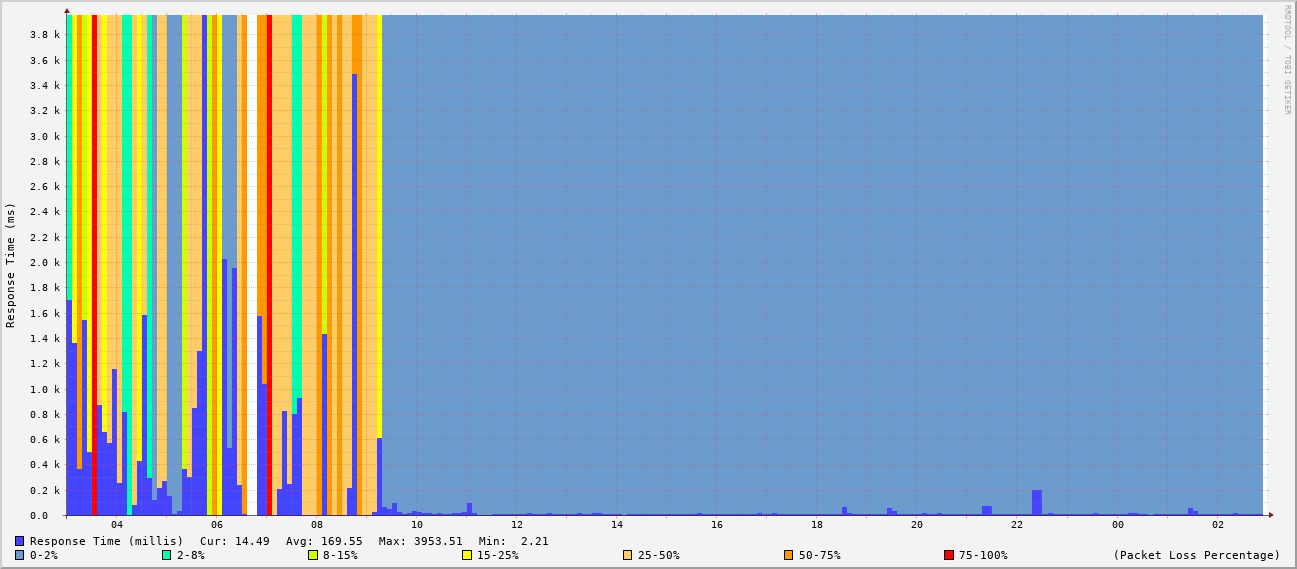 RRDTOOL / TOBI OETIKER
Response Time (ms)
3.8 k
3.6 k
3.4 k
3.2 k
3.0 k
2.8 k
2.6 k
2.4 k
2.2 k
2.0 k
1.8 k
1.6 k
1.4 k
1.2 k
1.0 k
0.8 k
0.6 k
0.4 k
0.2 k
0.0
04 06 08 10 12 14 16 18 20 22 00 02
Response Time (millis) Cur: 14.49 Avg: 169.55 Max: 3953.51 Min: 2.21
0-2% 2-8% 8-15% 15-25% 25-50% 50-75% 75-100% (Packet Loss Percentage)